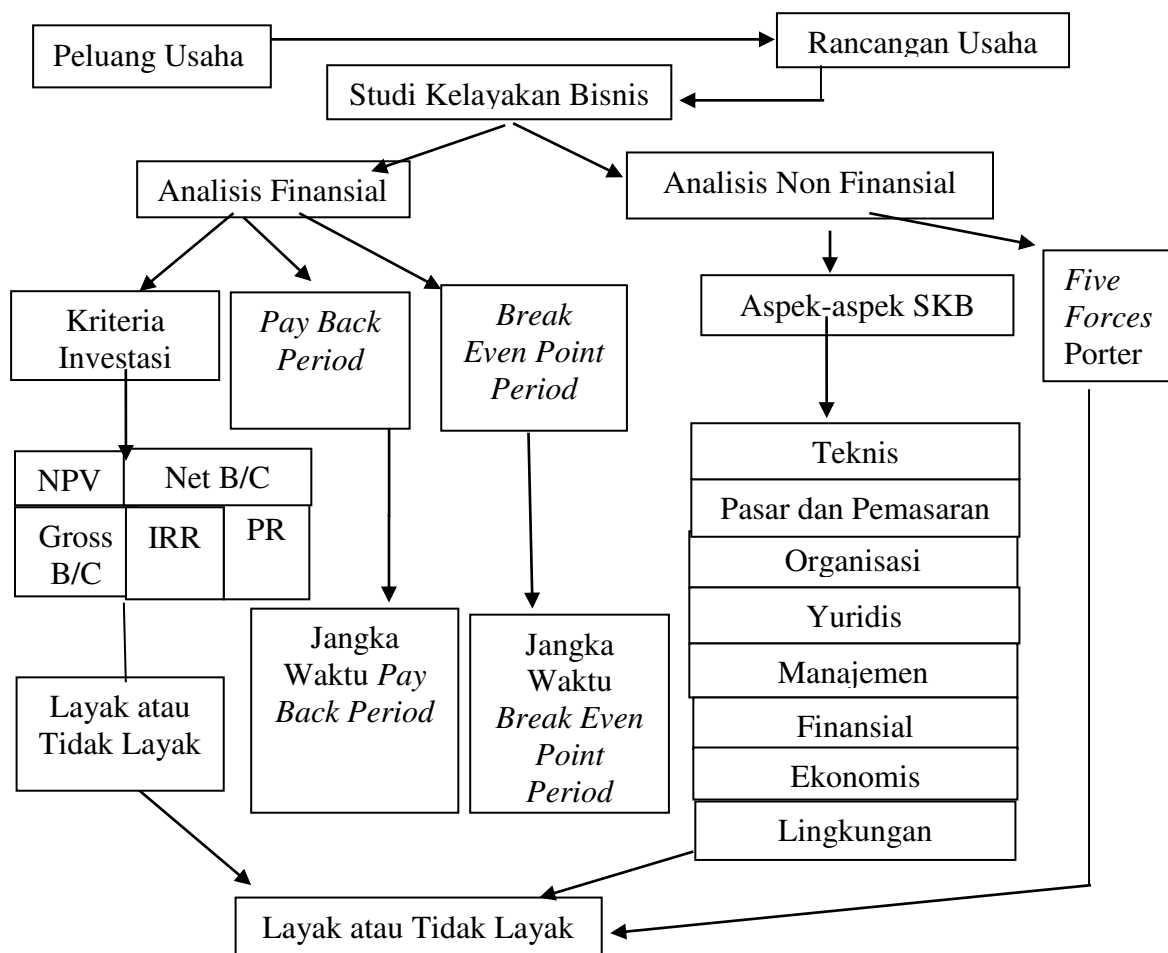 Peluang Usaha
Rancangan Usaha
Studi Kelayakan Bisnis
Analisis Finansial
Analisis Non Finansial
Kriteria
Investasi
Pay Back
Period
Break
Even Point
Period
Aspek-aspek SKB
Five
Forces
Porter
NPV
Net B/C
Gross
B/C
IRR
PR
Teknis
Pasar dan Pemasaran
Organisasi
Yuridis
Manajemen
Finansial
Ekonomis
Lingkungan
Layak atau
Tidak Layak
Jangka
Waktu Pay
Back Period
Jangka
Waktu
Break Even
Point
Period
Layak atau Tidak Layak